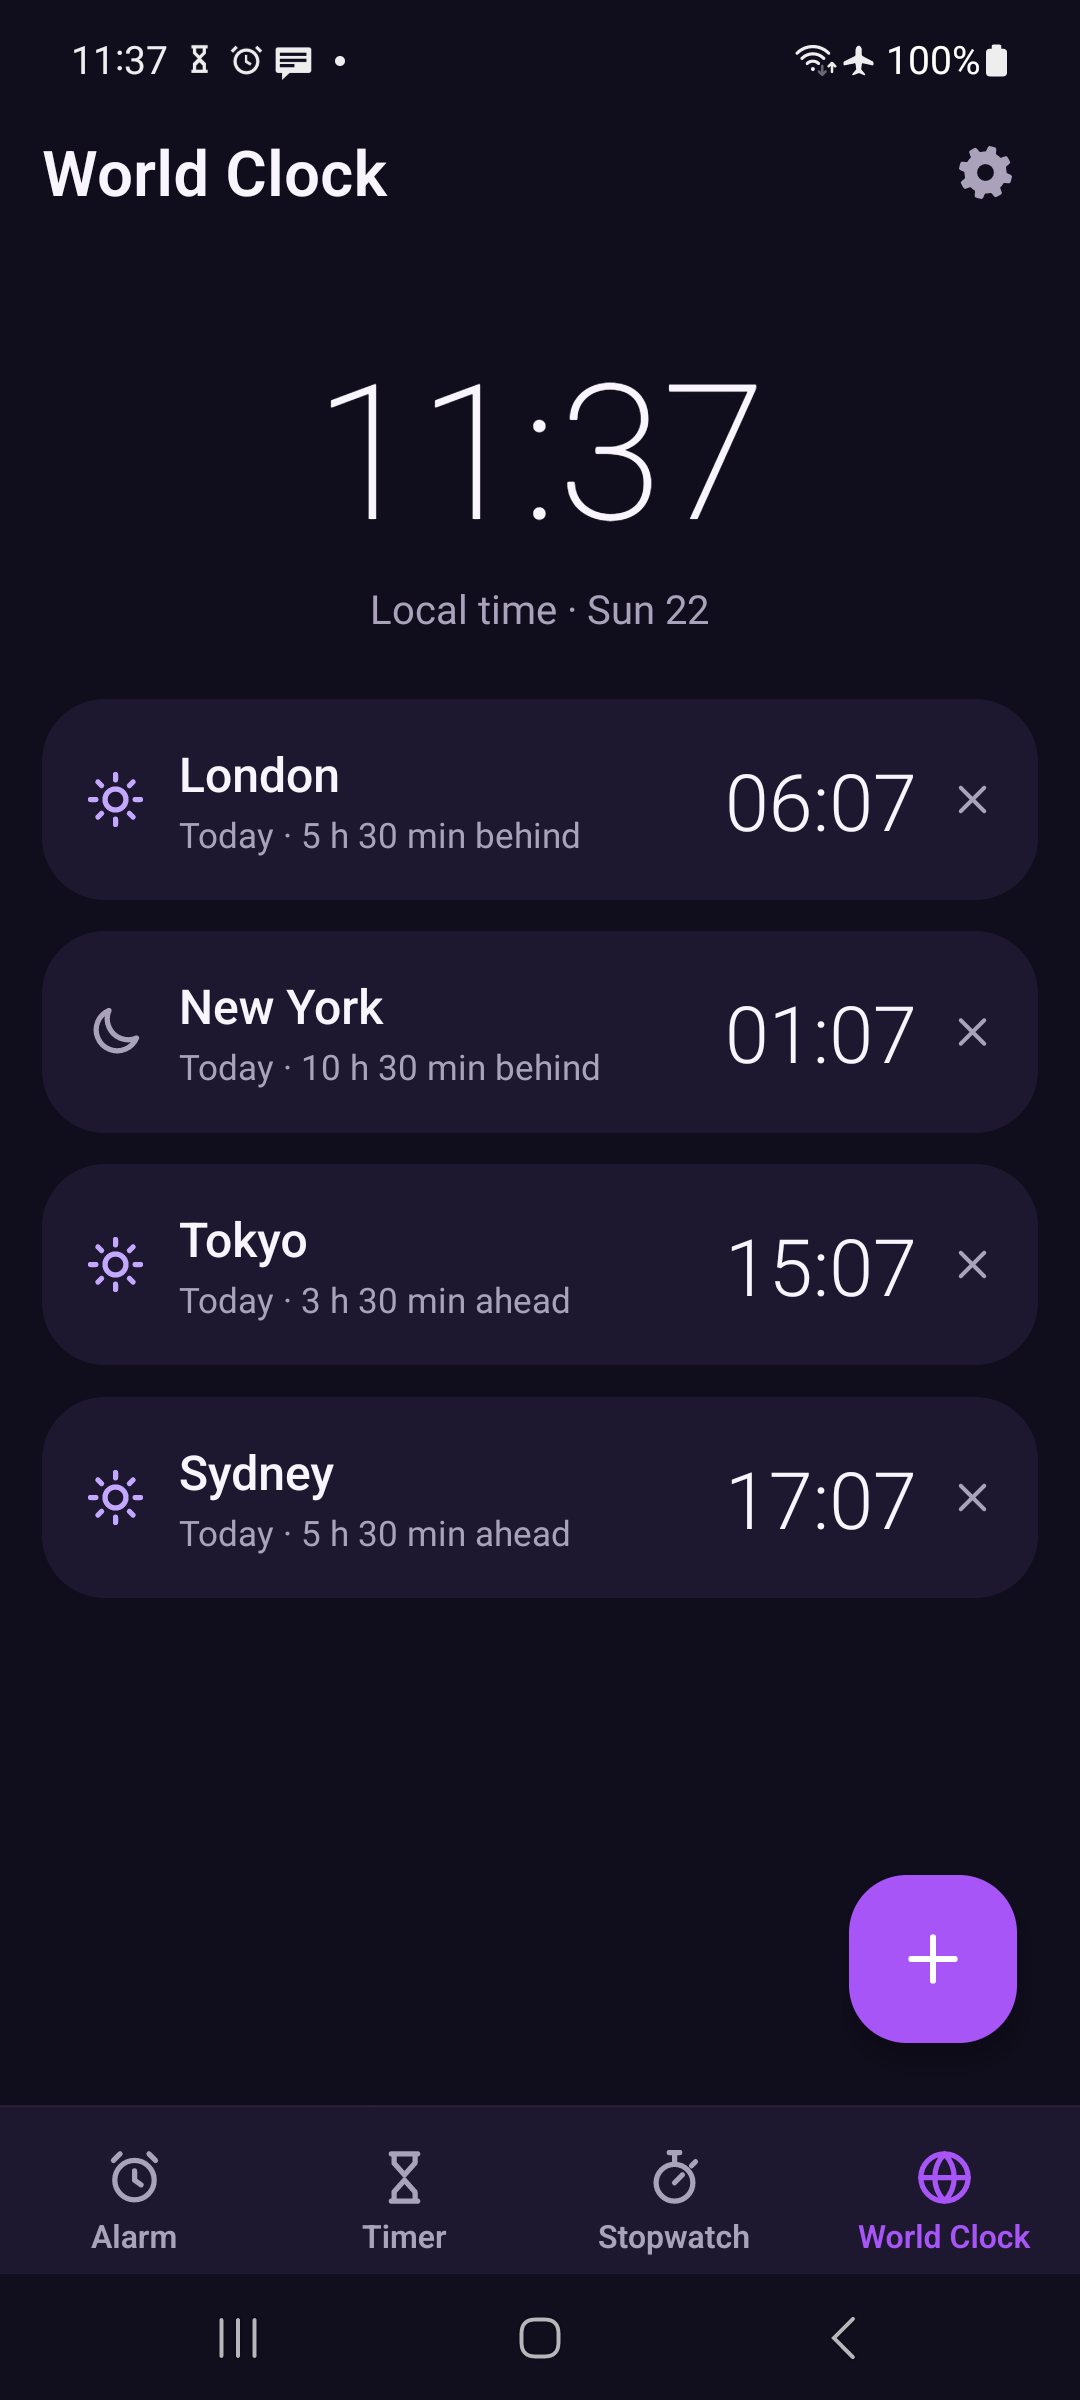 11:37
100%
World Clock
11:37
Local time · Sun 22
London
Today · 5 h 30 min behind
06:07
New York
Today · 10 h 30 min behind
01:07
Tokyo
Today · 3 h 30 min ahead
15:07
Sydney
Today · 5 h 30 min ahead
17:07
Alarm
Timer
Stopwatch
World Clock